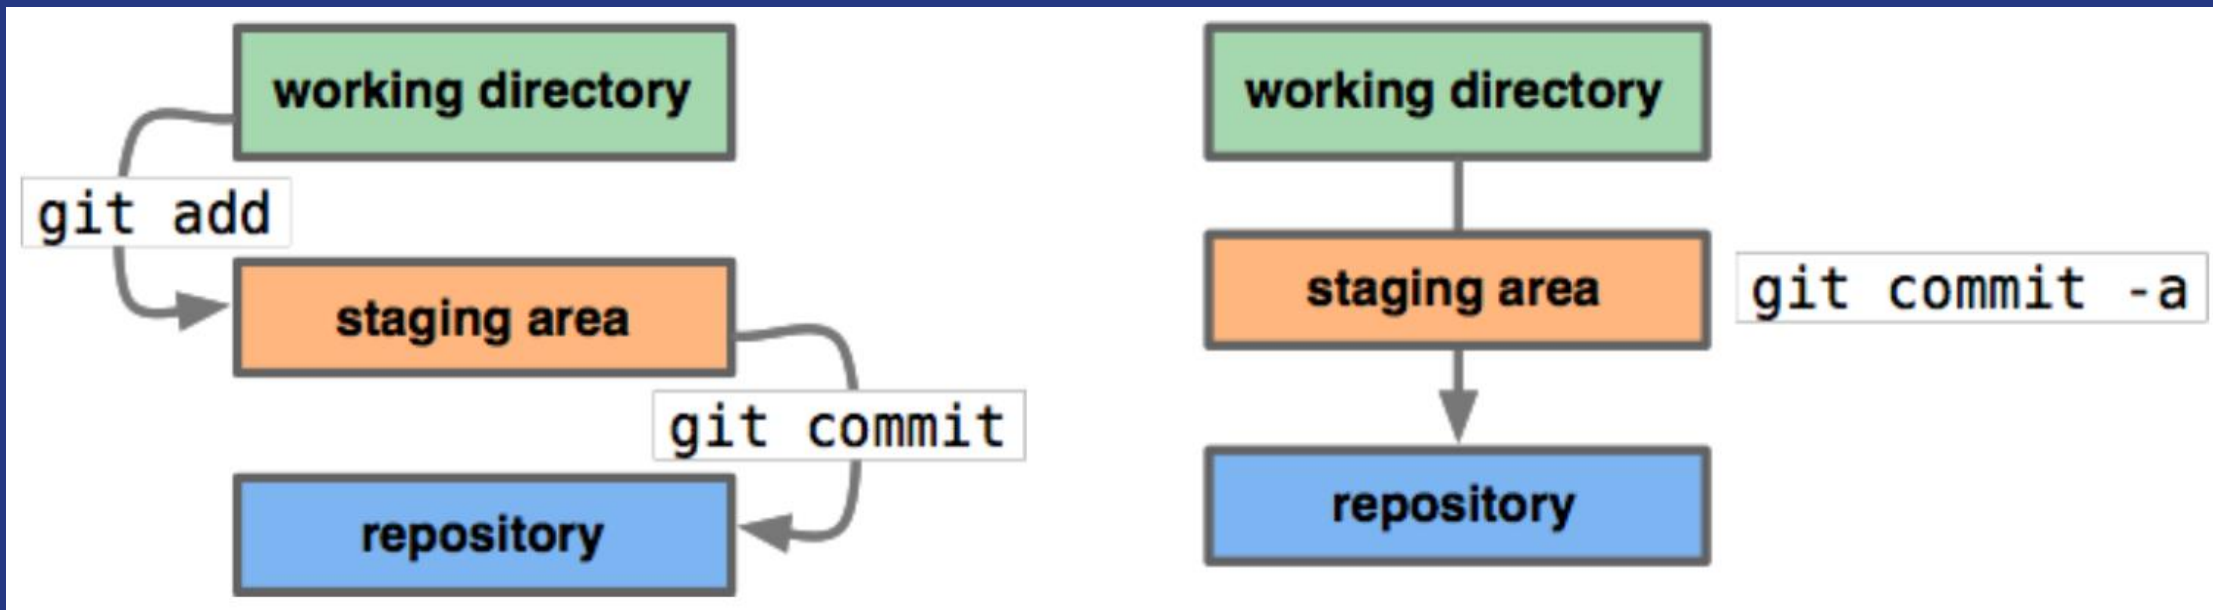 working directory
git add
staging area
git commit
repository
working directory
staging area
git commit -a
repository